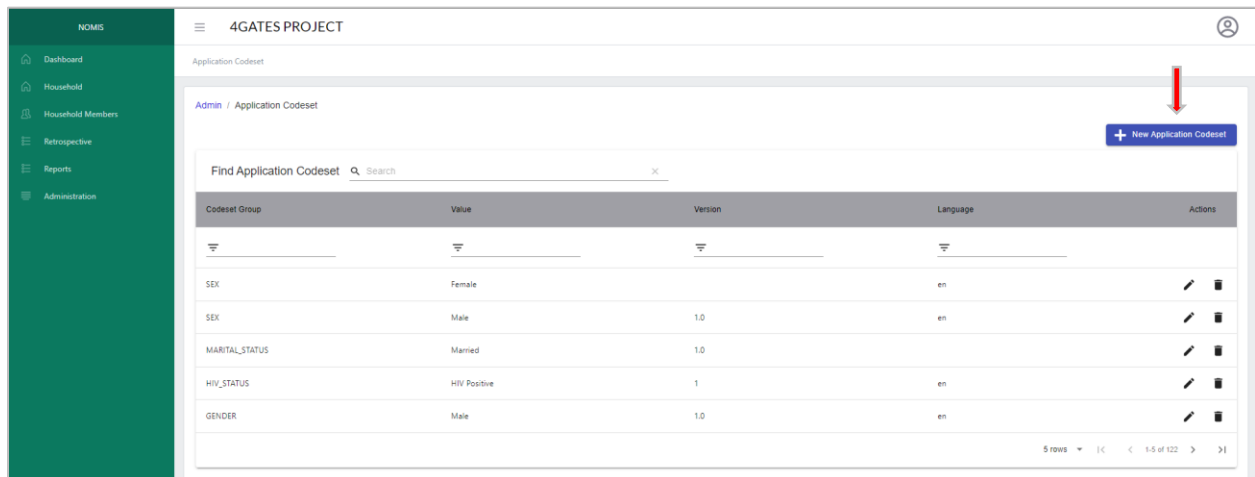 NOMIS
4GATES PROJECT
Dashboard
Household
Household Members
Retrospective
Reports
Administration
Application Codeset
Admin / Application Codeset
New Application Codeset
Find Application Codeset Search
Codeset Group Value Version Language Actions
SEX Female en
SEX Male 1.0 en
MARITAL_STATUS Married 1.0
HIV_STATUS HIV Positive 1 en
GENDER Male 1.0 en
5 rows 1-5 of 122